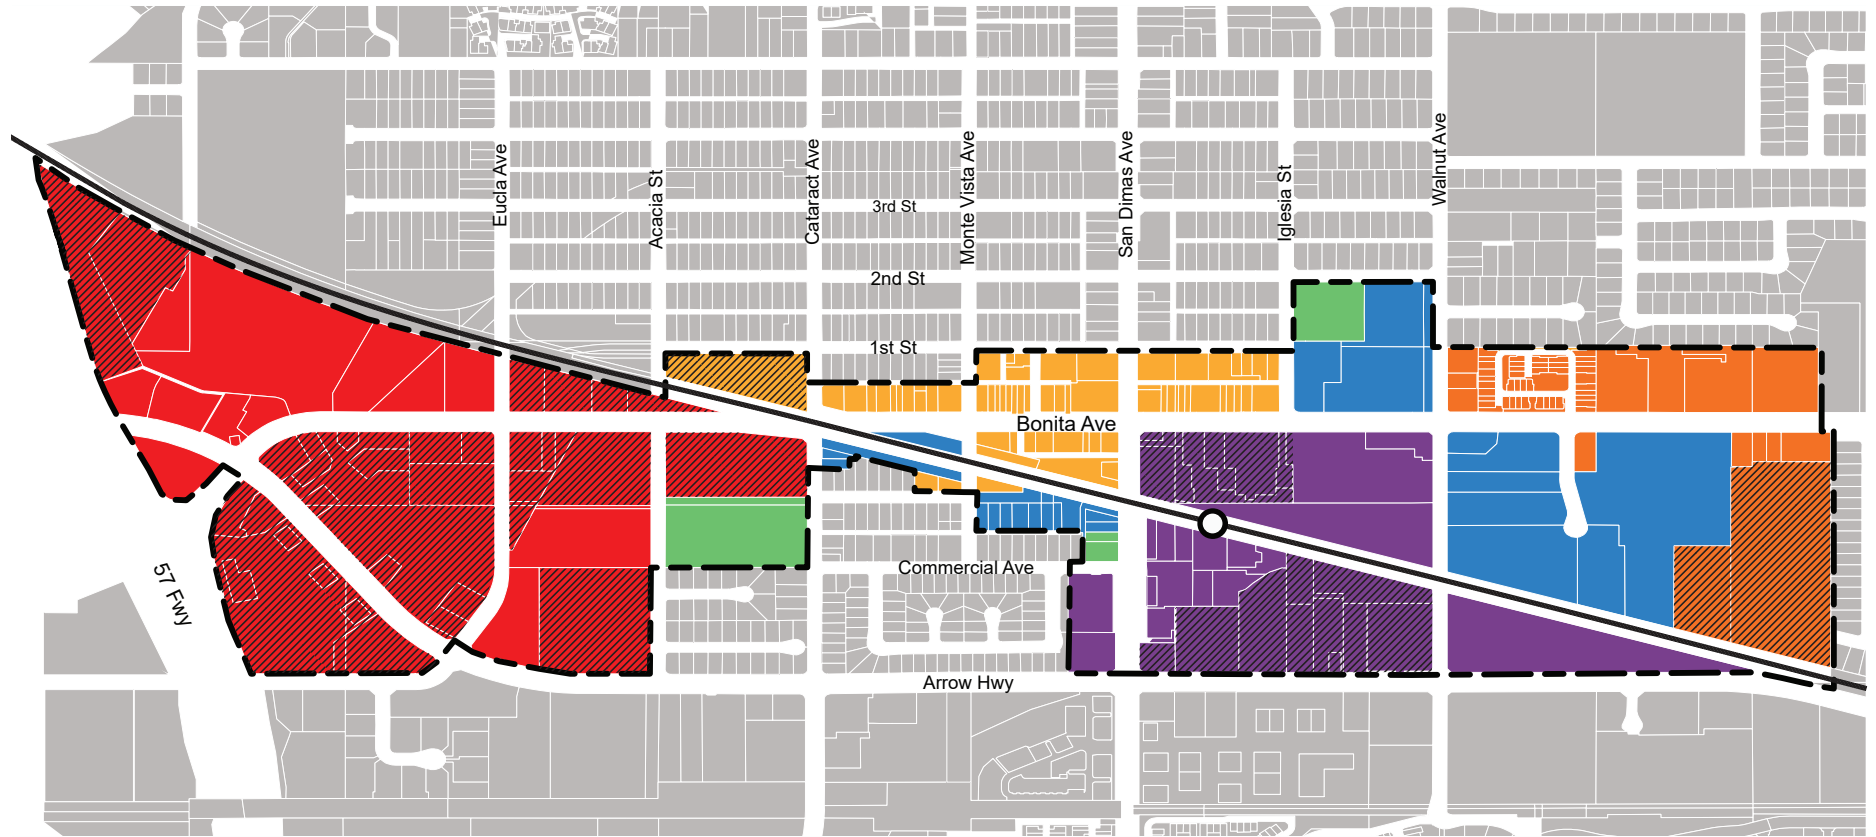 Eucla Ave
Acacia St
Cataract Ave
Monte Vista Ave
San Dimas Ave
Iglesia St
Walnut Ave
3rd St
2nd St
1st St
Bonita Ave
Commercial Ave
57 Fwy
Arrow Hwy